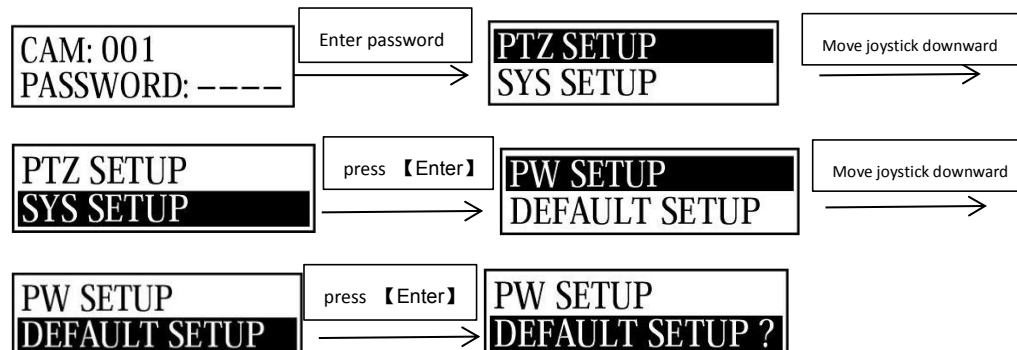 CAM: 001
PASSWORD: ----
Enter password
PTZ SETUP
SYS SETUP
Move joystick downward
PTZ SETUP
SYS SETUP
press 【Enter】
PW SETUP
DEFAULT SETUP
Move joystick downward
PW SETUP
DEFAULT SETUP
press 【Enter】
PW SETUP
DEFAULT SETUP ?